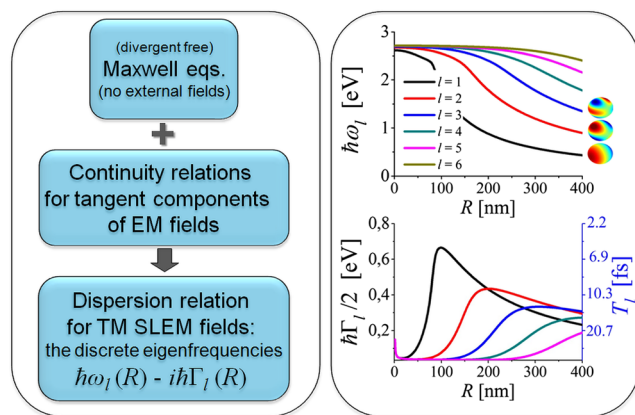 (divergent free)
Maxwell eqs.
(no external fields)
Continuity relations
for tangent components
of EM fields
Dispersion relation
for TM SLEM fields:
the discrete eigenfrequencies
ℏω_l(R) - iℏΓ_l(R)
3
2
1
0
ℏω_l [eV]
l = 1
l = 2
l = 3
l = 4
l = 5
l = 6
0 100 200 300 400
R [nm]
0,8
0,6
0,4
0,2
ℏΓ_l/2 [eV]
2.2
6.9
10.3
20.7
T_l [fs]
0 100 200 300 400
R [nm]